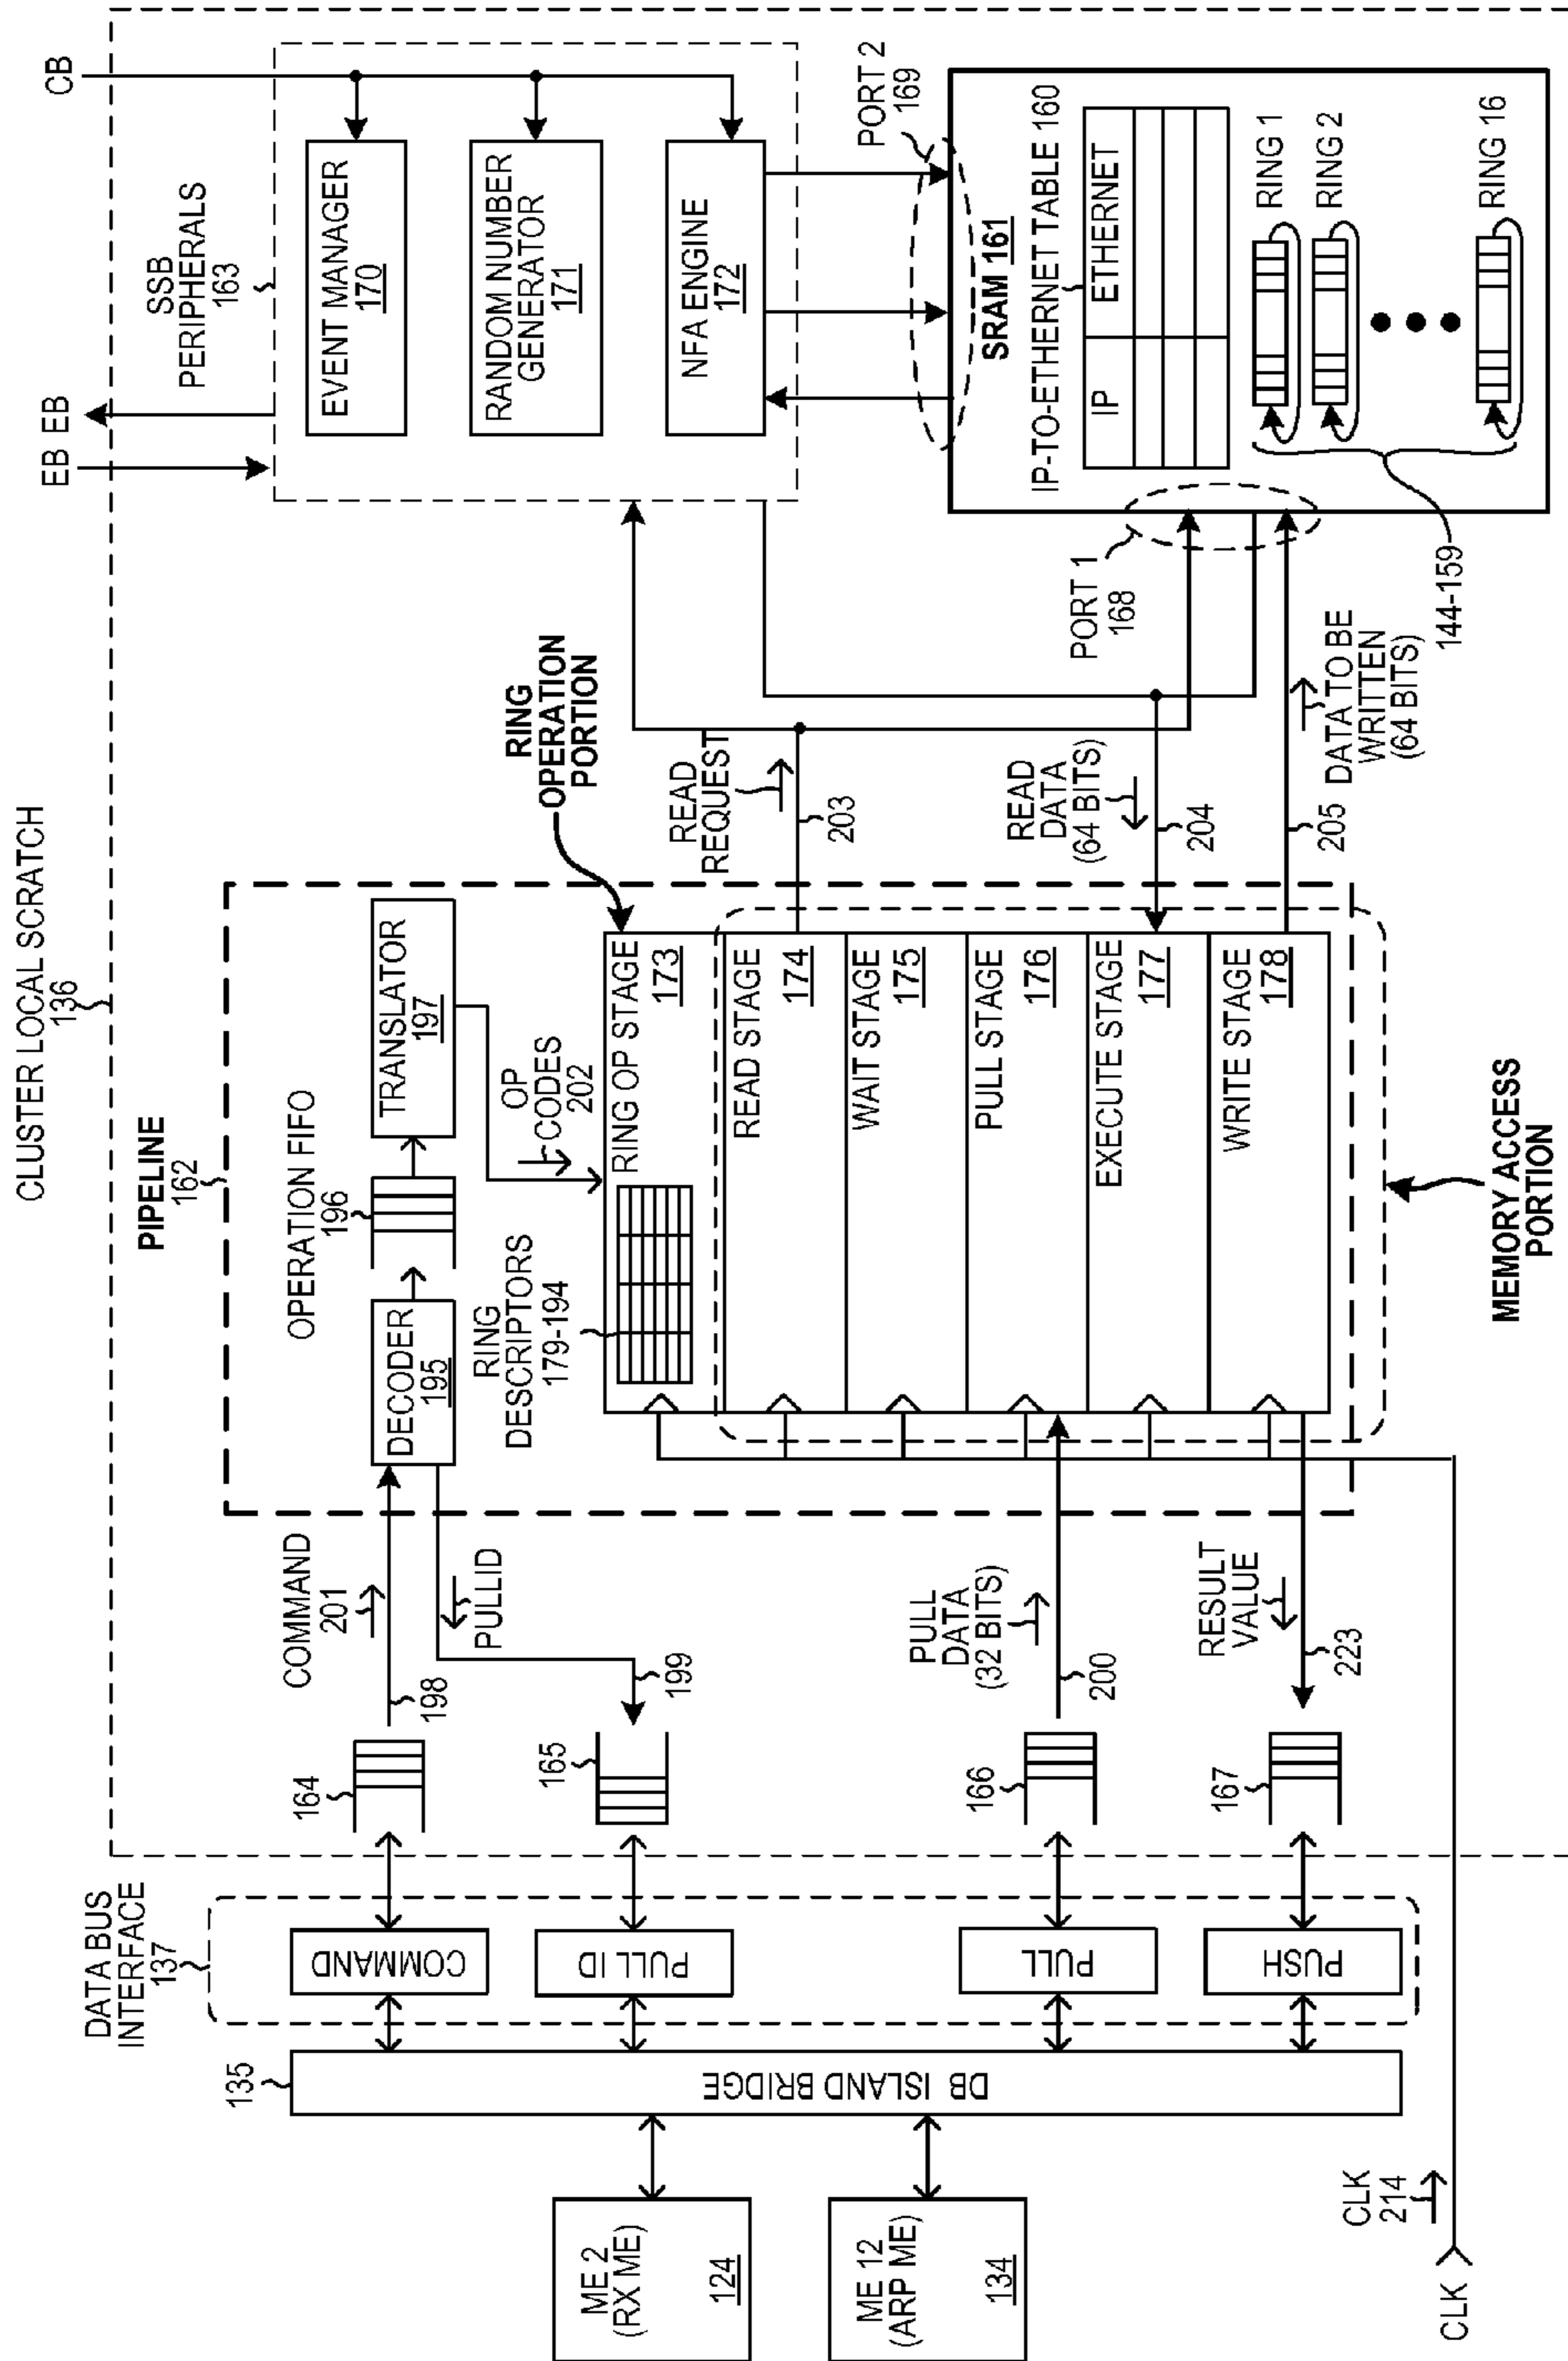 CLUSTER LOCAL SCRATCH
136
EB EB
CB
SSB
PERIPHERALS
163
EVENT MANAGER
170
RANDOM NUMBER
GENERATOR
171
NFA ENGINE
172
PORT 2
169
SRAM 161
IP-TO-ETHERNET TABLE 160
IP
ETHERNET
RING 1
RING 2
RING 16
144-159
PORT 1
168
PIPELINE
162
OPERATION FIFO
196
DECODER
195
TRANSLATOR
197
OP
CODES
202
RING
DESCRIPTORS
179-194
RING
OPERATION
PORTION
RING OP STAGE
173
READ STAGE
174
WAIT STAGE
175
PULL STAGE
176
EXECUTE STAGE
177
WRITE STAGE
178
MEMORY ACCESS
PORTION
READ
REQUEST
203
READ
DATA
(64 BITS)
204
DATA TO BE
WRITTEN
(64 BITS)
205
COMMAND
201
198
PULLID
199
164
165
PULL
DATA
(32 BITS)
200
166
RESULT
VALUE
223
167
DATA BUS
INTERFACE
137
COMMAND
PULL ID
PULL
PUSH
135
DB ISLAND BRIDGE
ME 2
(RX ME)
124
ME 12
(ARP ME)
134
CLK
214
CLK